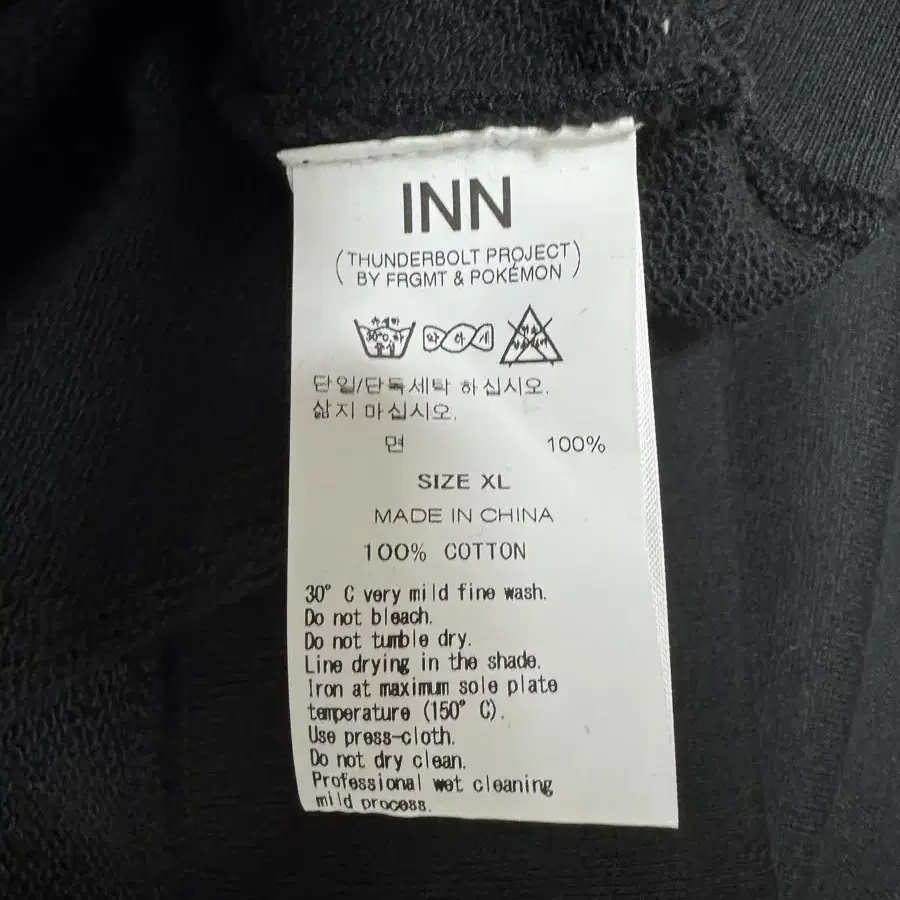 INN
(THUNDERBOLT PROJECT
BY FRGMT & POKÉMON)
약하게
단일/단독세탁 하십시오.
삶지 마십시오.
면 100%
SIZE XL
MADE IN CHINA
100% COTTON
30° C very mild fine wash.
Do not bleach.
Do not tumble dry.
Line drying in the shade.
Iron at maximum sole plate
temperature (150° C).
Use press-cloth.
Do not dry clean.
Professional wet cleaning
mild process.